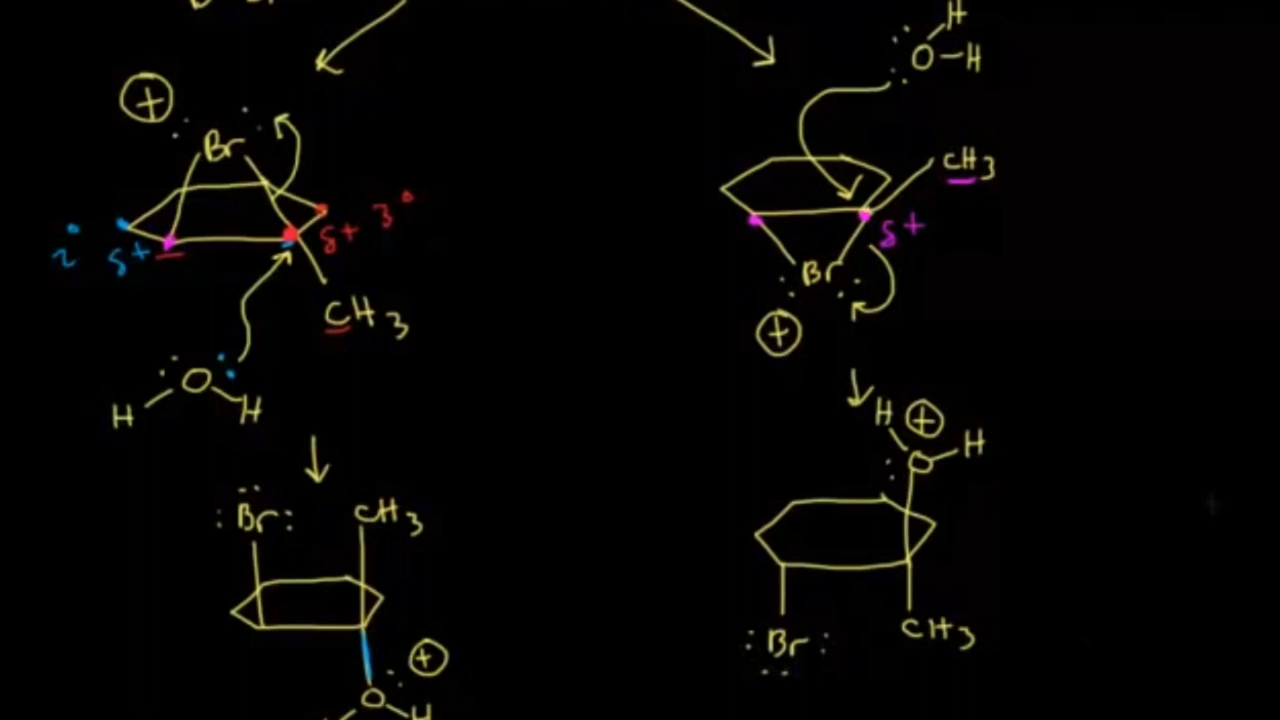 H
O-H
+
Br
CH3
δ+ 3°
2° δ+
δ+
CH3
Br
+
O
H H
H +
O H
:Br: CH3
+
O
H
:Br:
CH3